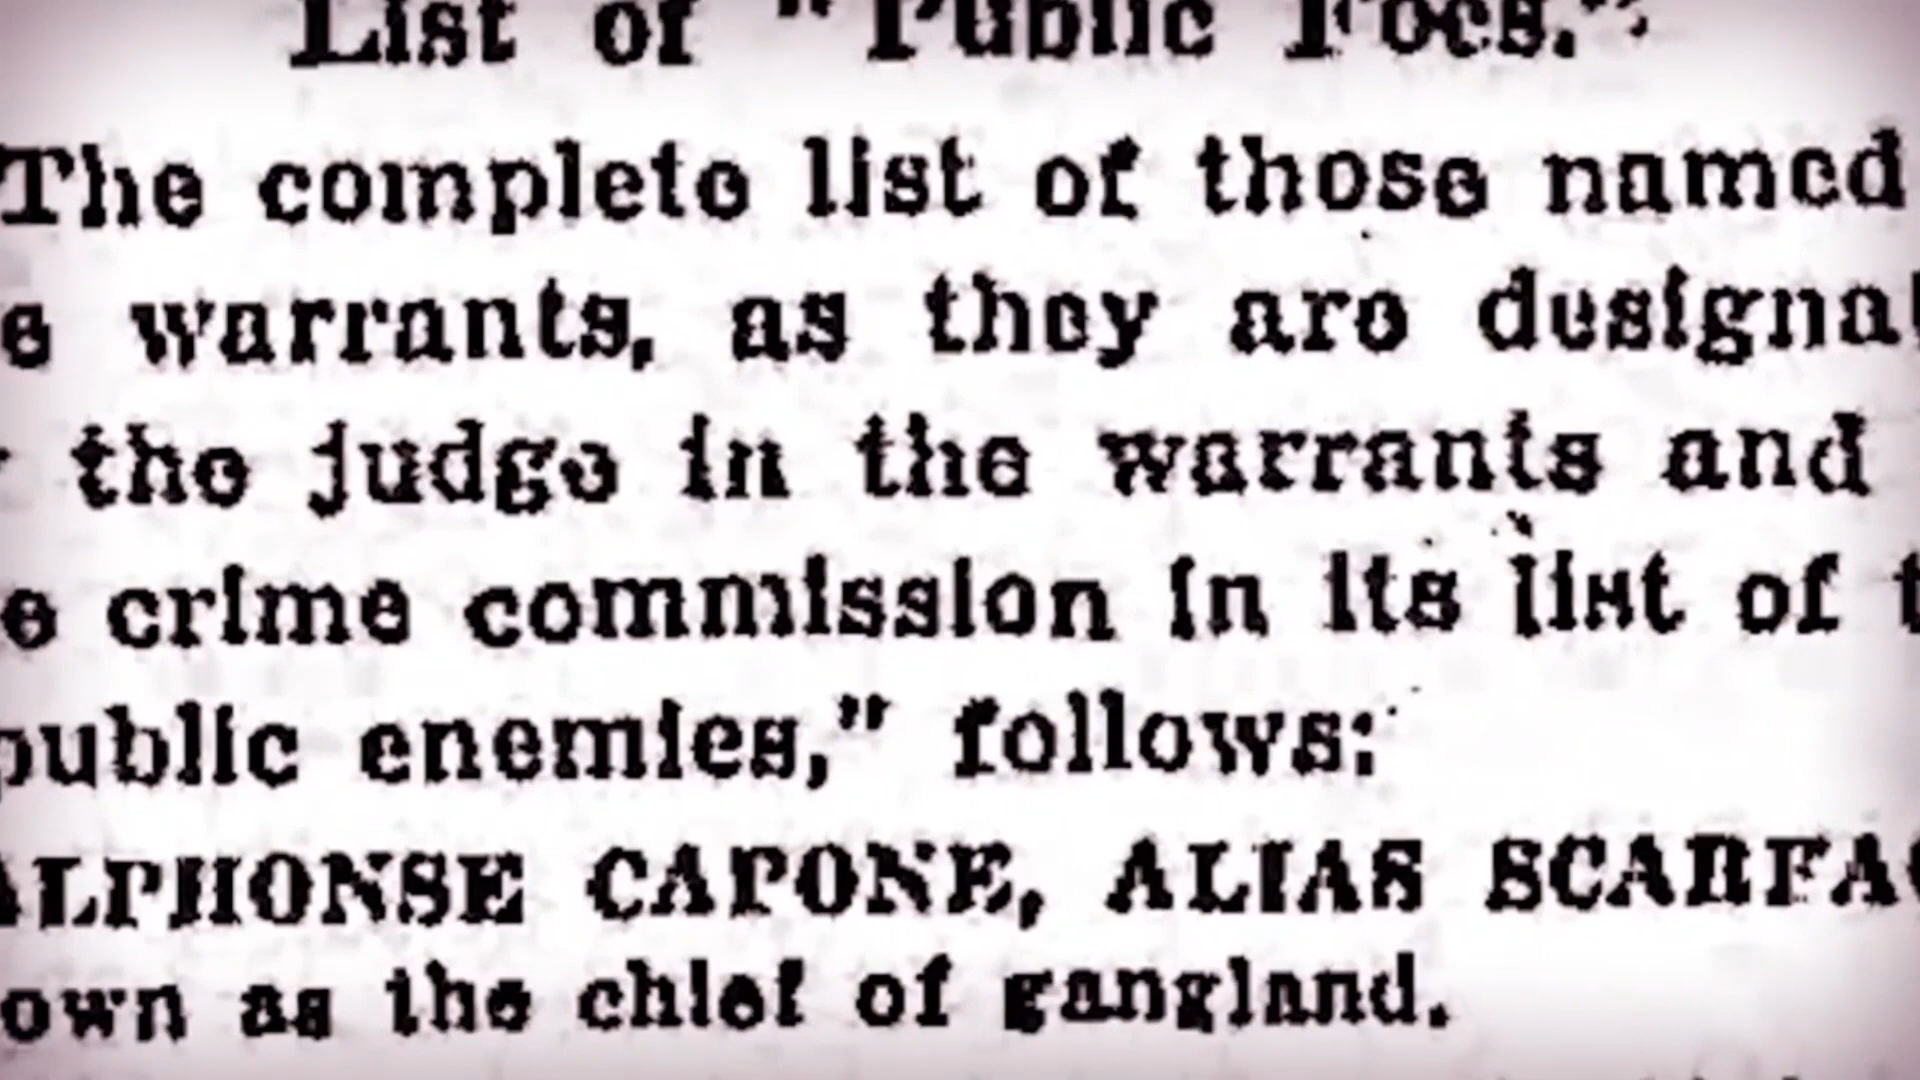 List of "Public Foes."
The complete list of those named
e warrants, as they are designat
the judge in the warrants and
e crime commission in its list of t
public enemies," follows:
ALPHONSE CAPONE, ALIAS SCARFAC
own as the chief of gangland.